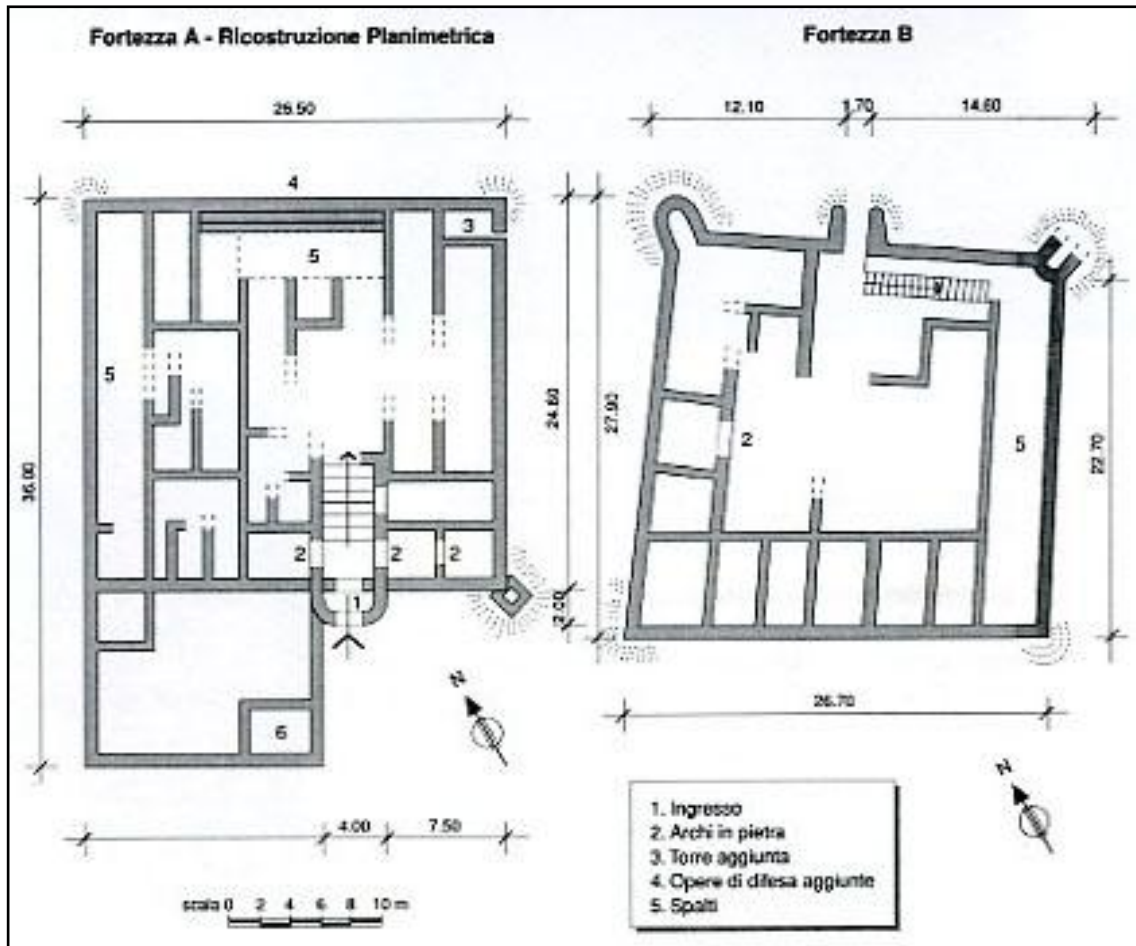 Fortezza A - Ricostruzione Planimetrica
Fortezza B
26.50
12.10
1.70
14.60
4
3
5
5
36.00
24.60
27.90
22.70
2
5
2
2
2
1
2.00
6
N
26.70
N
4.00
7.50
1. Ingresso
2. Archi in pietra
3. Torre aggiunta
4. Opere di difesa aggiunte
5. Spalti
scala 0 2 4 6 8 10 m